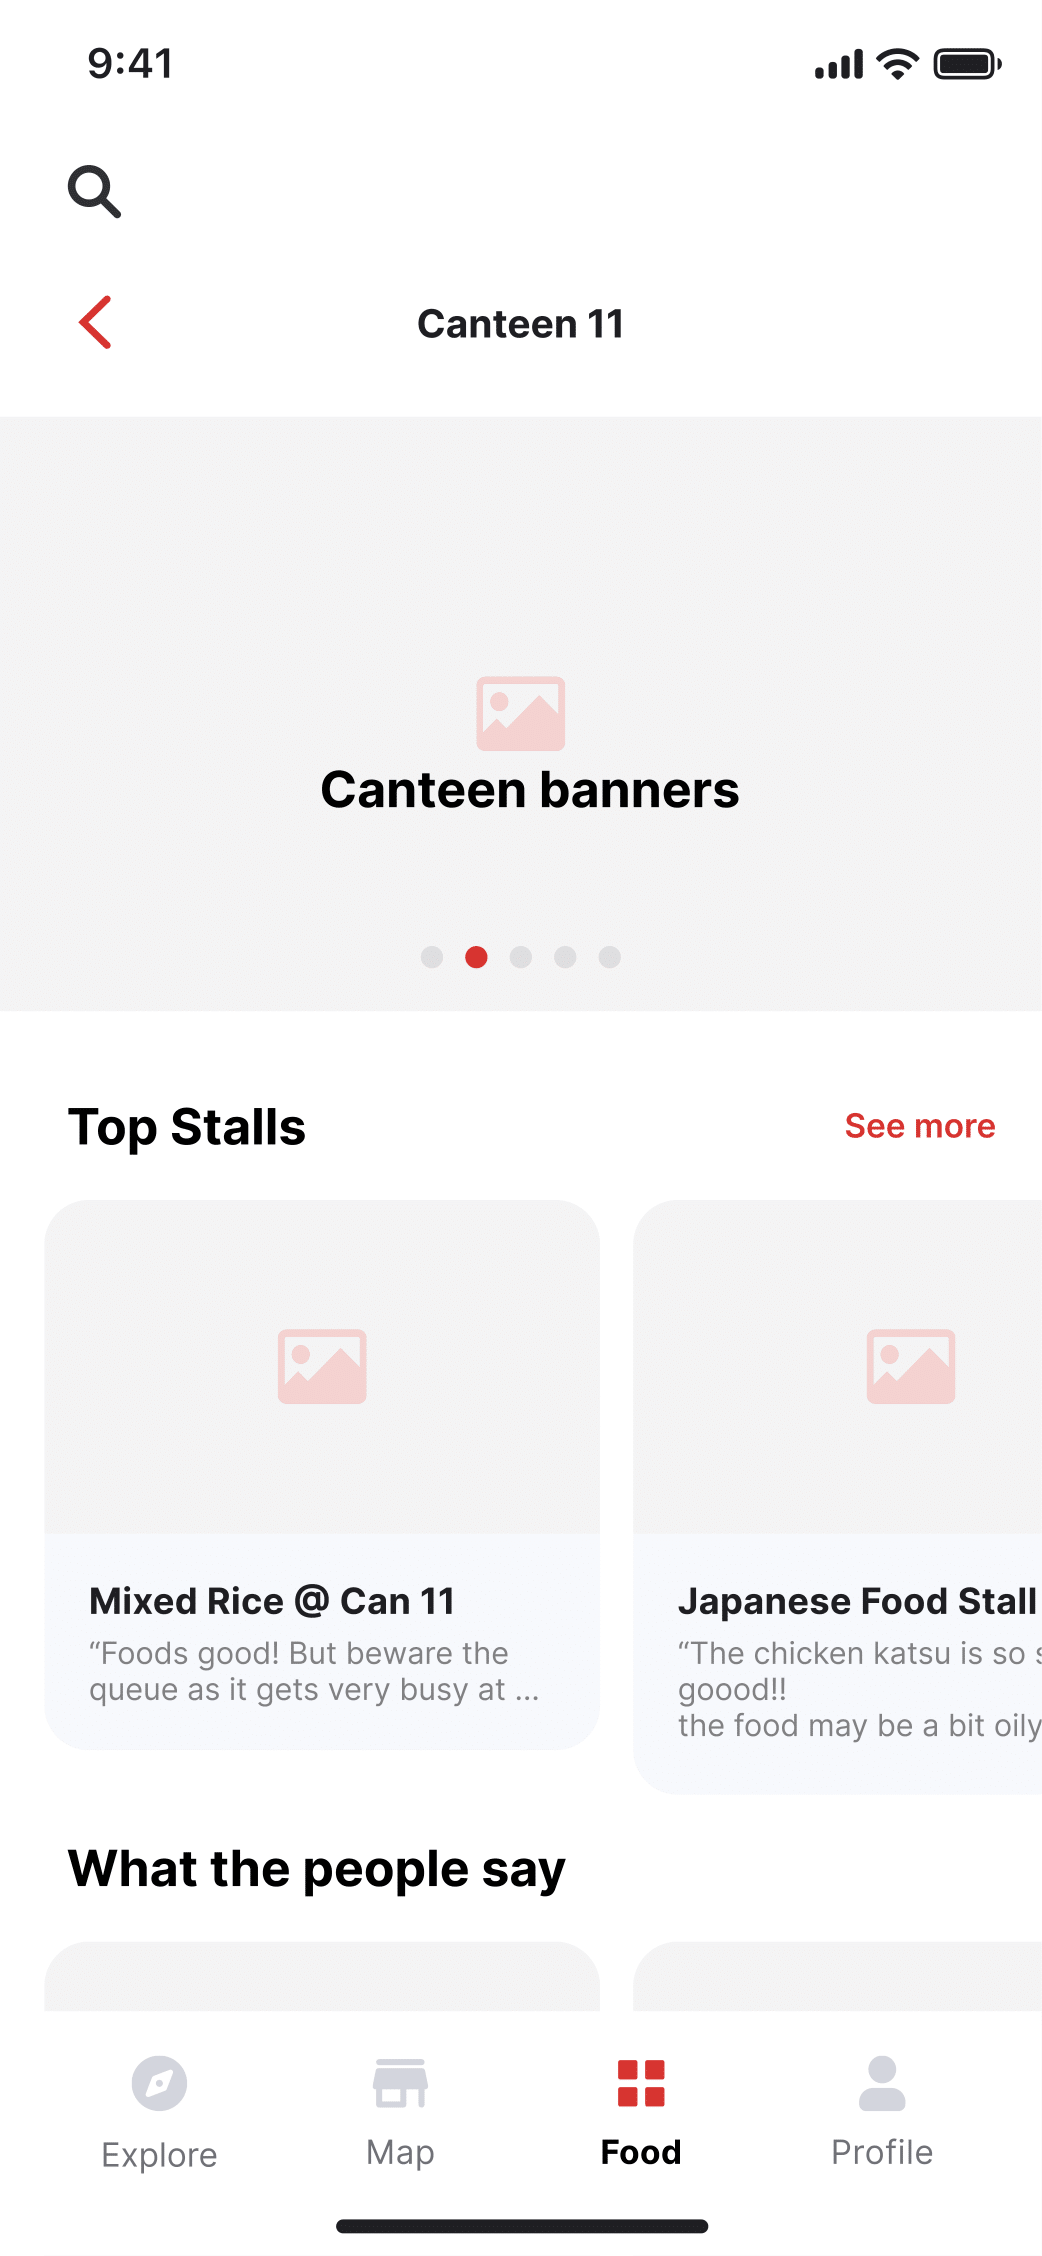 9:41
Canteen 11
Canteen banners
Top Stalls
See more
Mixed Rice @ Can 11
“Foods good! But beware the
queue as it gets very busy at ...
Japanese Food Stall
“The chicken katsu is so
goood!!
the food may be a bit oily
What the people say
Explore
Map
Food
Profile